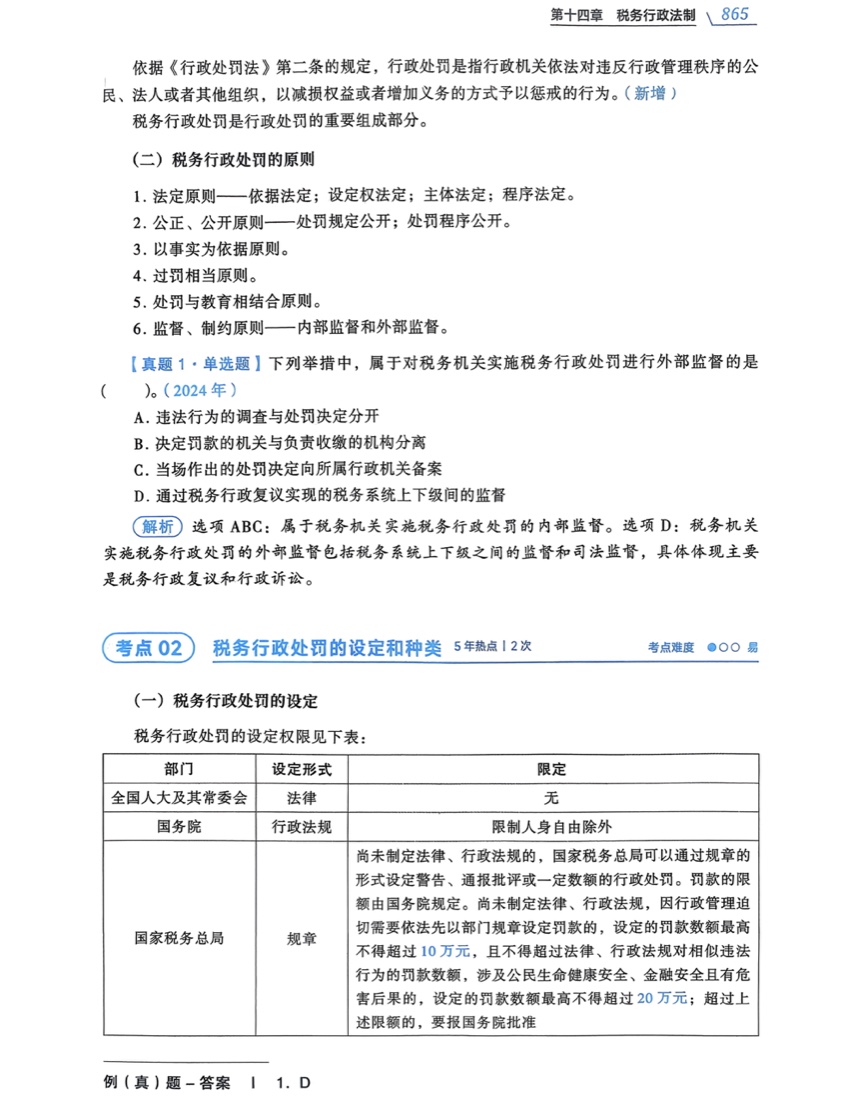 第十四章 税务行政法制 865
依据《行政处罚法》第二条的规定，行政处罚是指行政机关依法对违反行政管理秩序的公
民、法人或者其他组织，以减损权益或者增加义务的方式予以惩戒的行为。（新增）
税务行政处罚是行政处罚的重要组成部分。
（二）税务行政处罚的原则
1. 法定原则——依据法定；设定权法定；主体法定；程序法定。
2. 公正、公开原则——处罚规定公开；处罚程序公开。
3. 以事实为依据原则。
4. 过罚相当原则。
5. 处罚与教育相结合原则。
6. 监督、制约原则——内部监督和外部监督。
【真题1·单选题】下列举措中，属于对税务机关实施税务行政处罚进行外部监督的是
（　　）。（2024年）
A. 违法行为的调查与处罚决定分开
B. 决定罚款的机关与负责收缴的机构分离
C. 当场作出的处罚决定向所属行政机关备案
D. 通过税务行政复议实现的税务系统上下级间的监督
解析 选项ABC：属于税务机关实施税务行政处罚的内部监督。选项D：税务机关
实施税务行政处罚的外部监督包括税务系统上下级之间的监督和司法监督，具体体现主要
是税务行政复议和行政诉讼。
考点02 税务行政处罚的设定和种类 5年热点|2次 考点难度 易
（一）税务行政处罚的设定
税务行政处罚的设定权限见下表：
部门 设定形式 限定
全国人大及其常委会 法律 无
国务院 行政法规 限制人身自由除外
国家税务总局 规章
尚未制定法律、行政法规的，国家税务总局可以通过规章的
形式设定警告、通报批评或一定数额的行政处罚。罚款的限
额由国务院规定。尚未制定法律、行政法规，因行政管理迫
切需要依法先以部门规章设定罚款的，设定的罚款数额最高
不得超过10万元，且不得超过法律、行政法规对相似违法
行为的罚款数额，涉及公民生命健康安全、金融安全且有危
害后果的，设定的罚款数额最高不得超过20万元；超过上
述限额的，要报国务院批准
例（真）题－答案 | 1. D